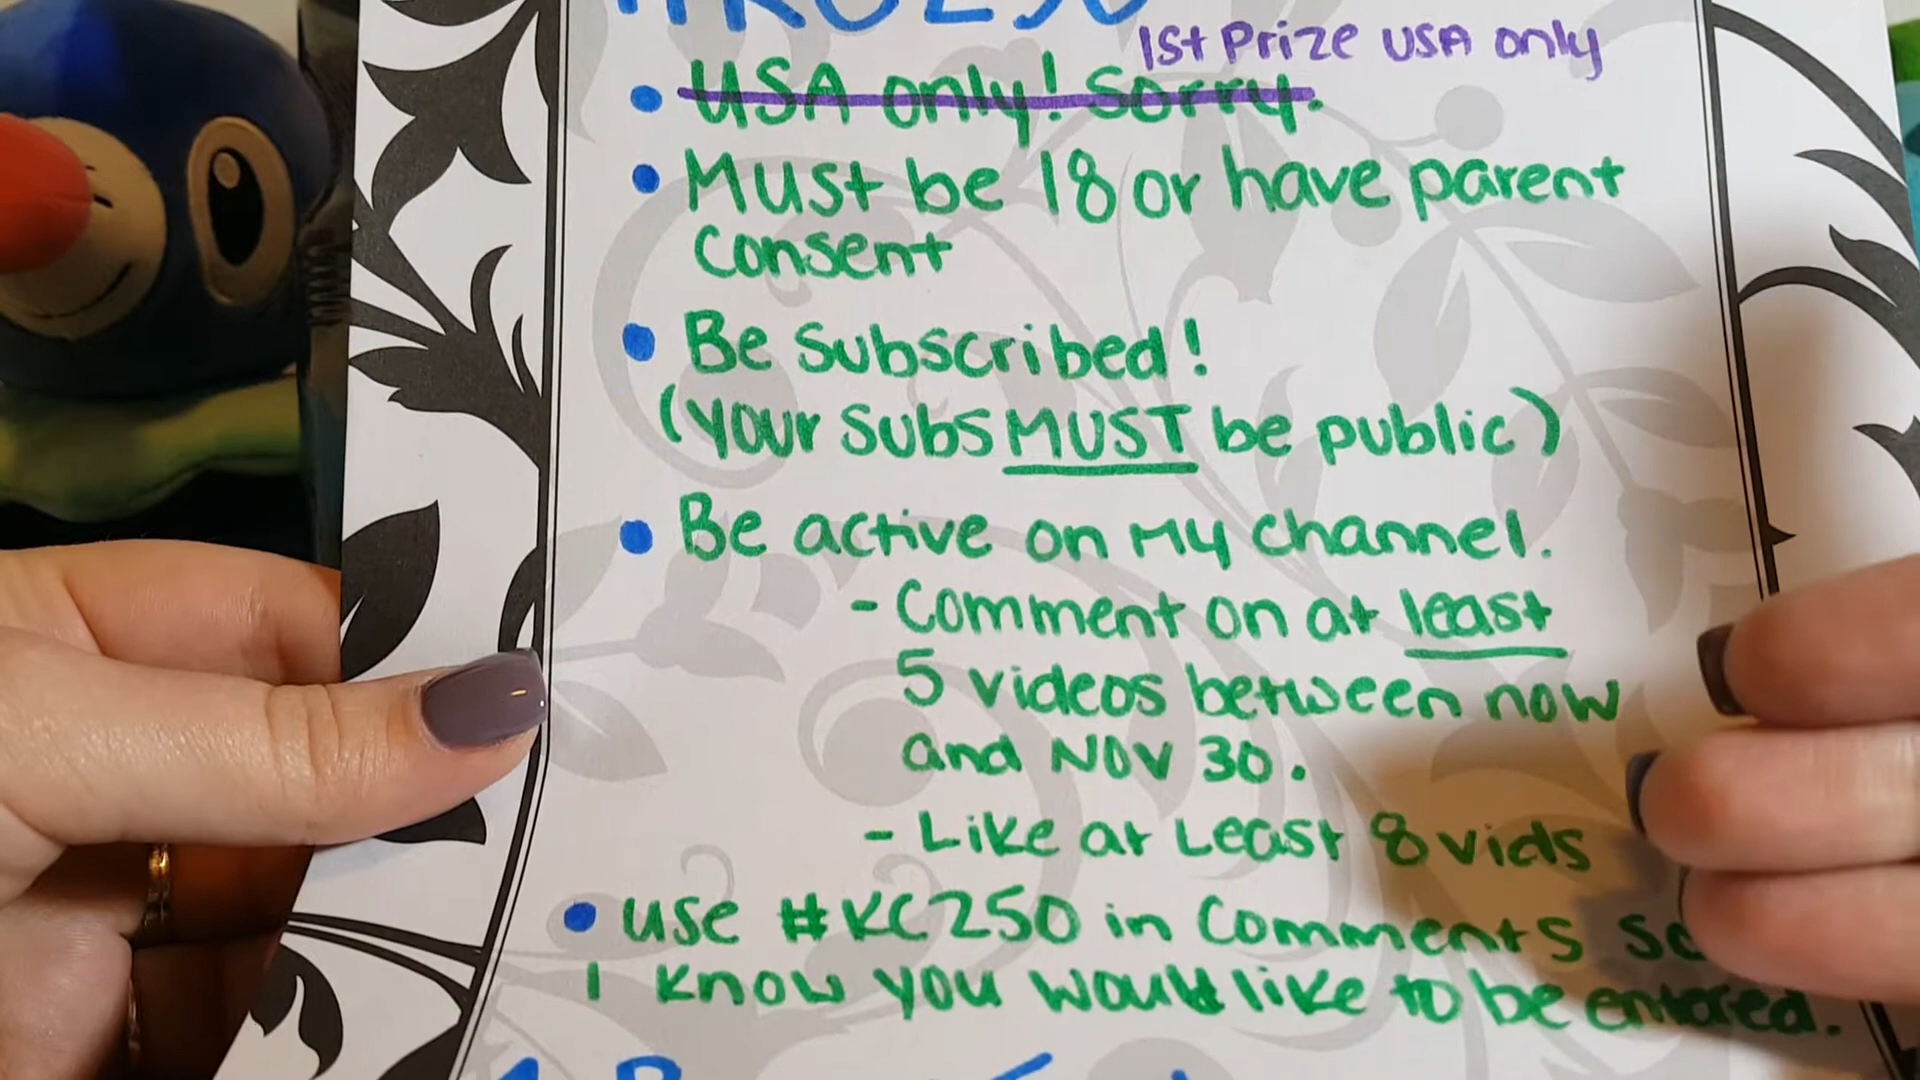 #KC250
1st Prize USA only
USA only! Sorry.
Must be 18 or have parent
consent
Be subscribed!
(Your subs MUST be public)
Be active on my channel.
- Comment on at least
5 videos between now
and NOV 30.
- Like at Least 8 vids
use #KC250 in comments so
I know you would like to be entered.